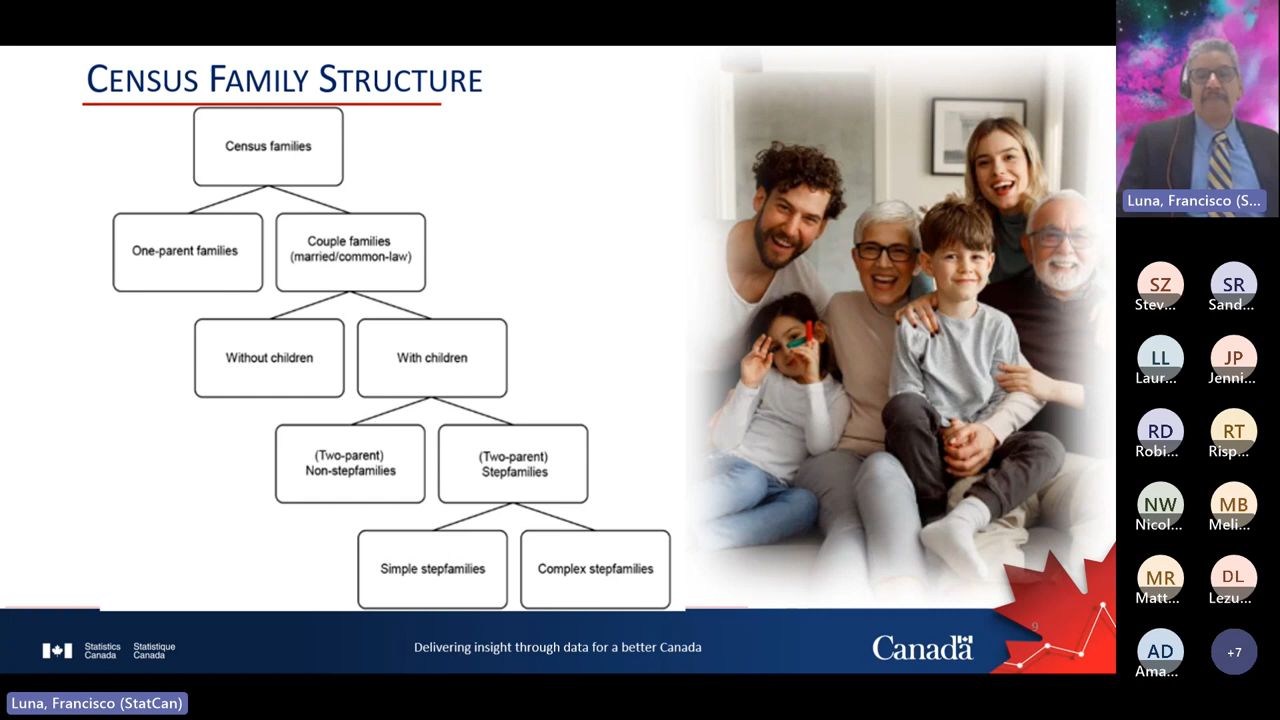 CENSUS FAMILY STRUCTURE
Census families
One-parent families
Couple families
(married/common-law)
Without children
With children
(Two-parent)
Non-stepfamilies
(Two-parent)
Stepfamilies
Simple stepfamilies
Complex stepfamilies
9
Statistics
Canada
Statistique
Canada
Delivering insight through data for a better Canada
Canada
Luna, Francisco (StatCan)
Luna, Francisco (S...
SZ
Stev...
SR
Sand...
LL
Laur...
JP
Jenni...
RD
Robi...
RT
Risp...
NW
Nicol...
MB
Meli...
MR
Matt...
DL
Lezu...
AD
Ama...
+7